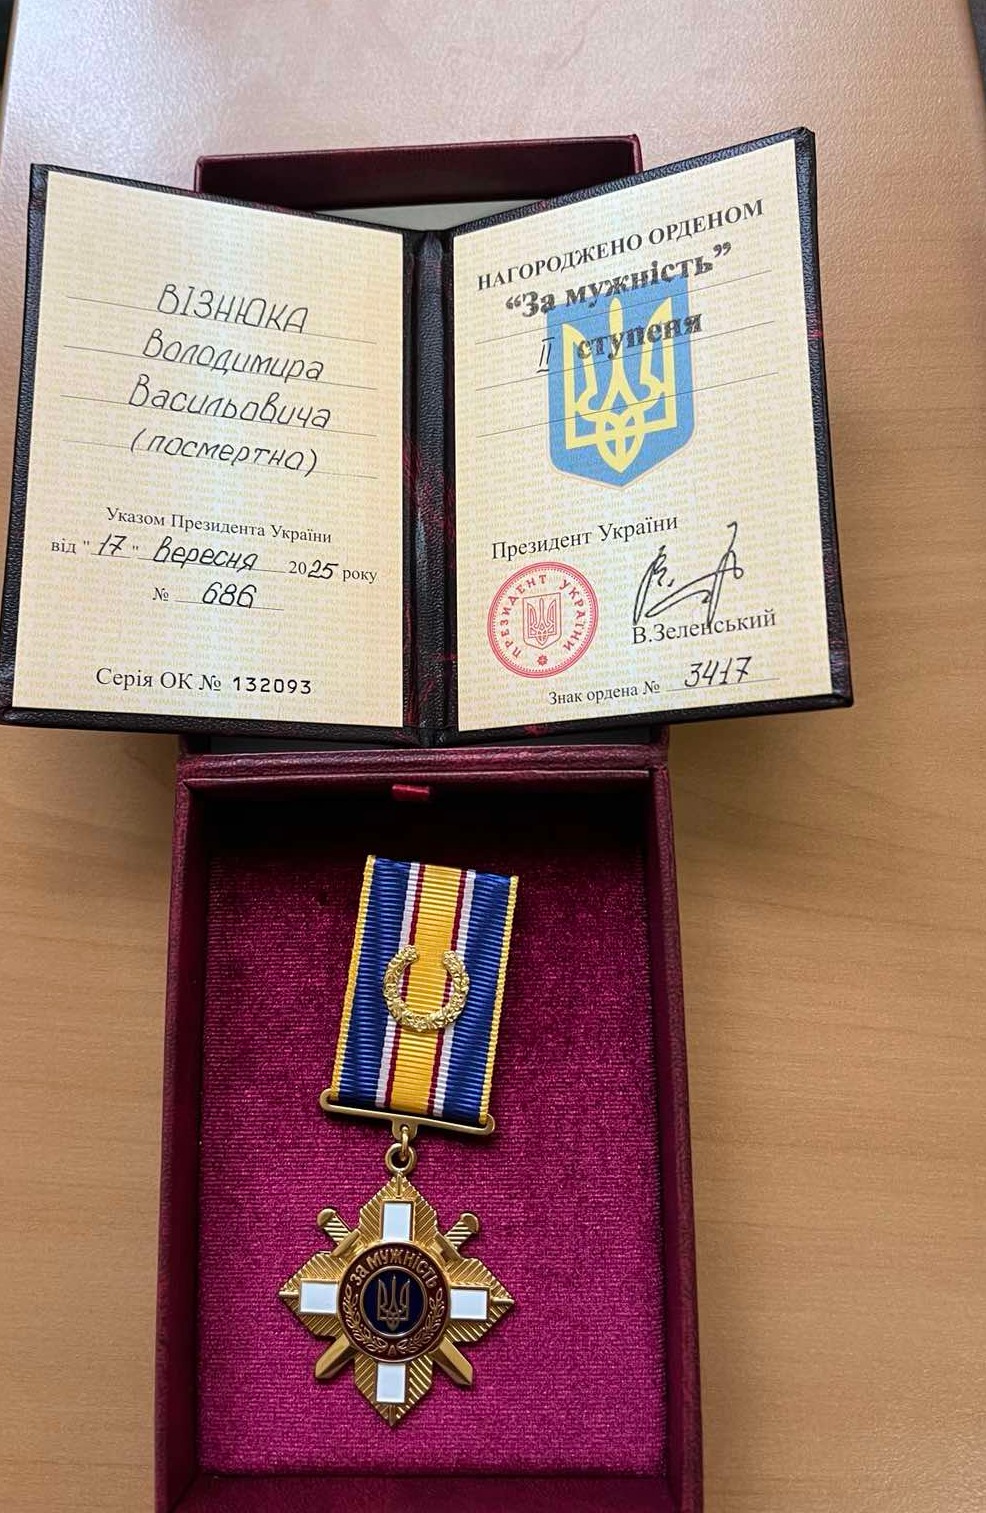 ВІЗНЮКА
Володимира
Васильовича
(посмертно)
Указом Президента України
від "17" вересня 2025 року
№ 686
Серія ОК № 132093
НАГОРОДЖЕНО ОРДЕНОМ
“За мужність”
ІІ ступеня
Президент України
ПРЕЗИДЕНТ УКРАЇНИ
В.Зеленський
Знак ордена № 3417
ЗА МУЖНІСТЬ